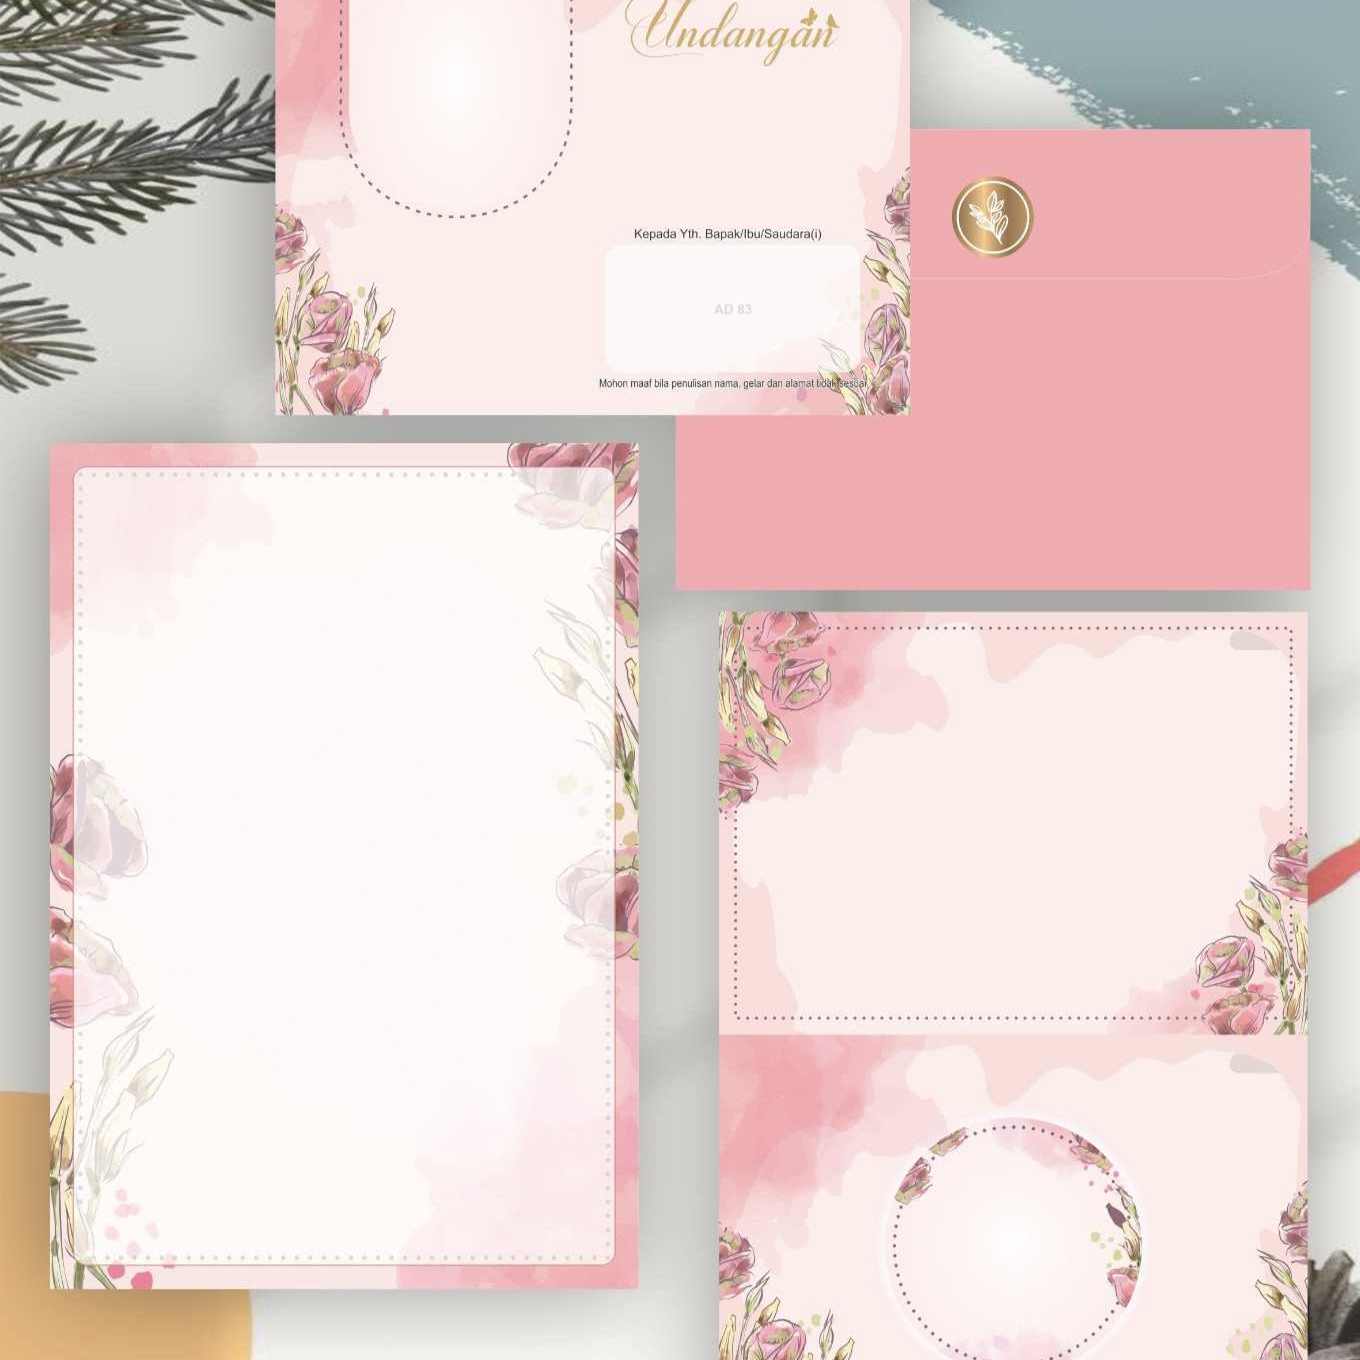 Undangan
Kepada Yth. Bapak/Ibu/Saudara(i)
AD 83
Mohon maaf bila penulisan nama, gelar dan alamat tidak sesuai